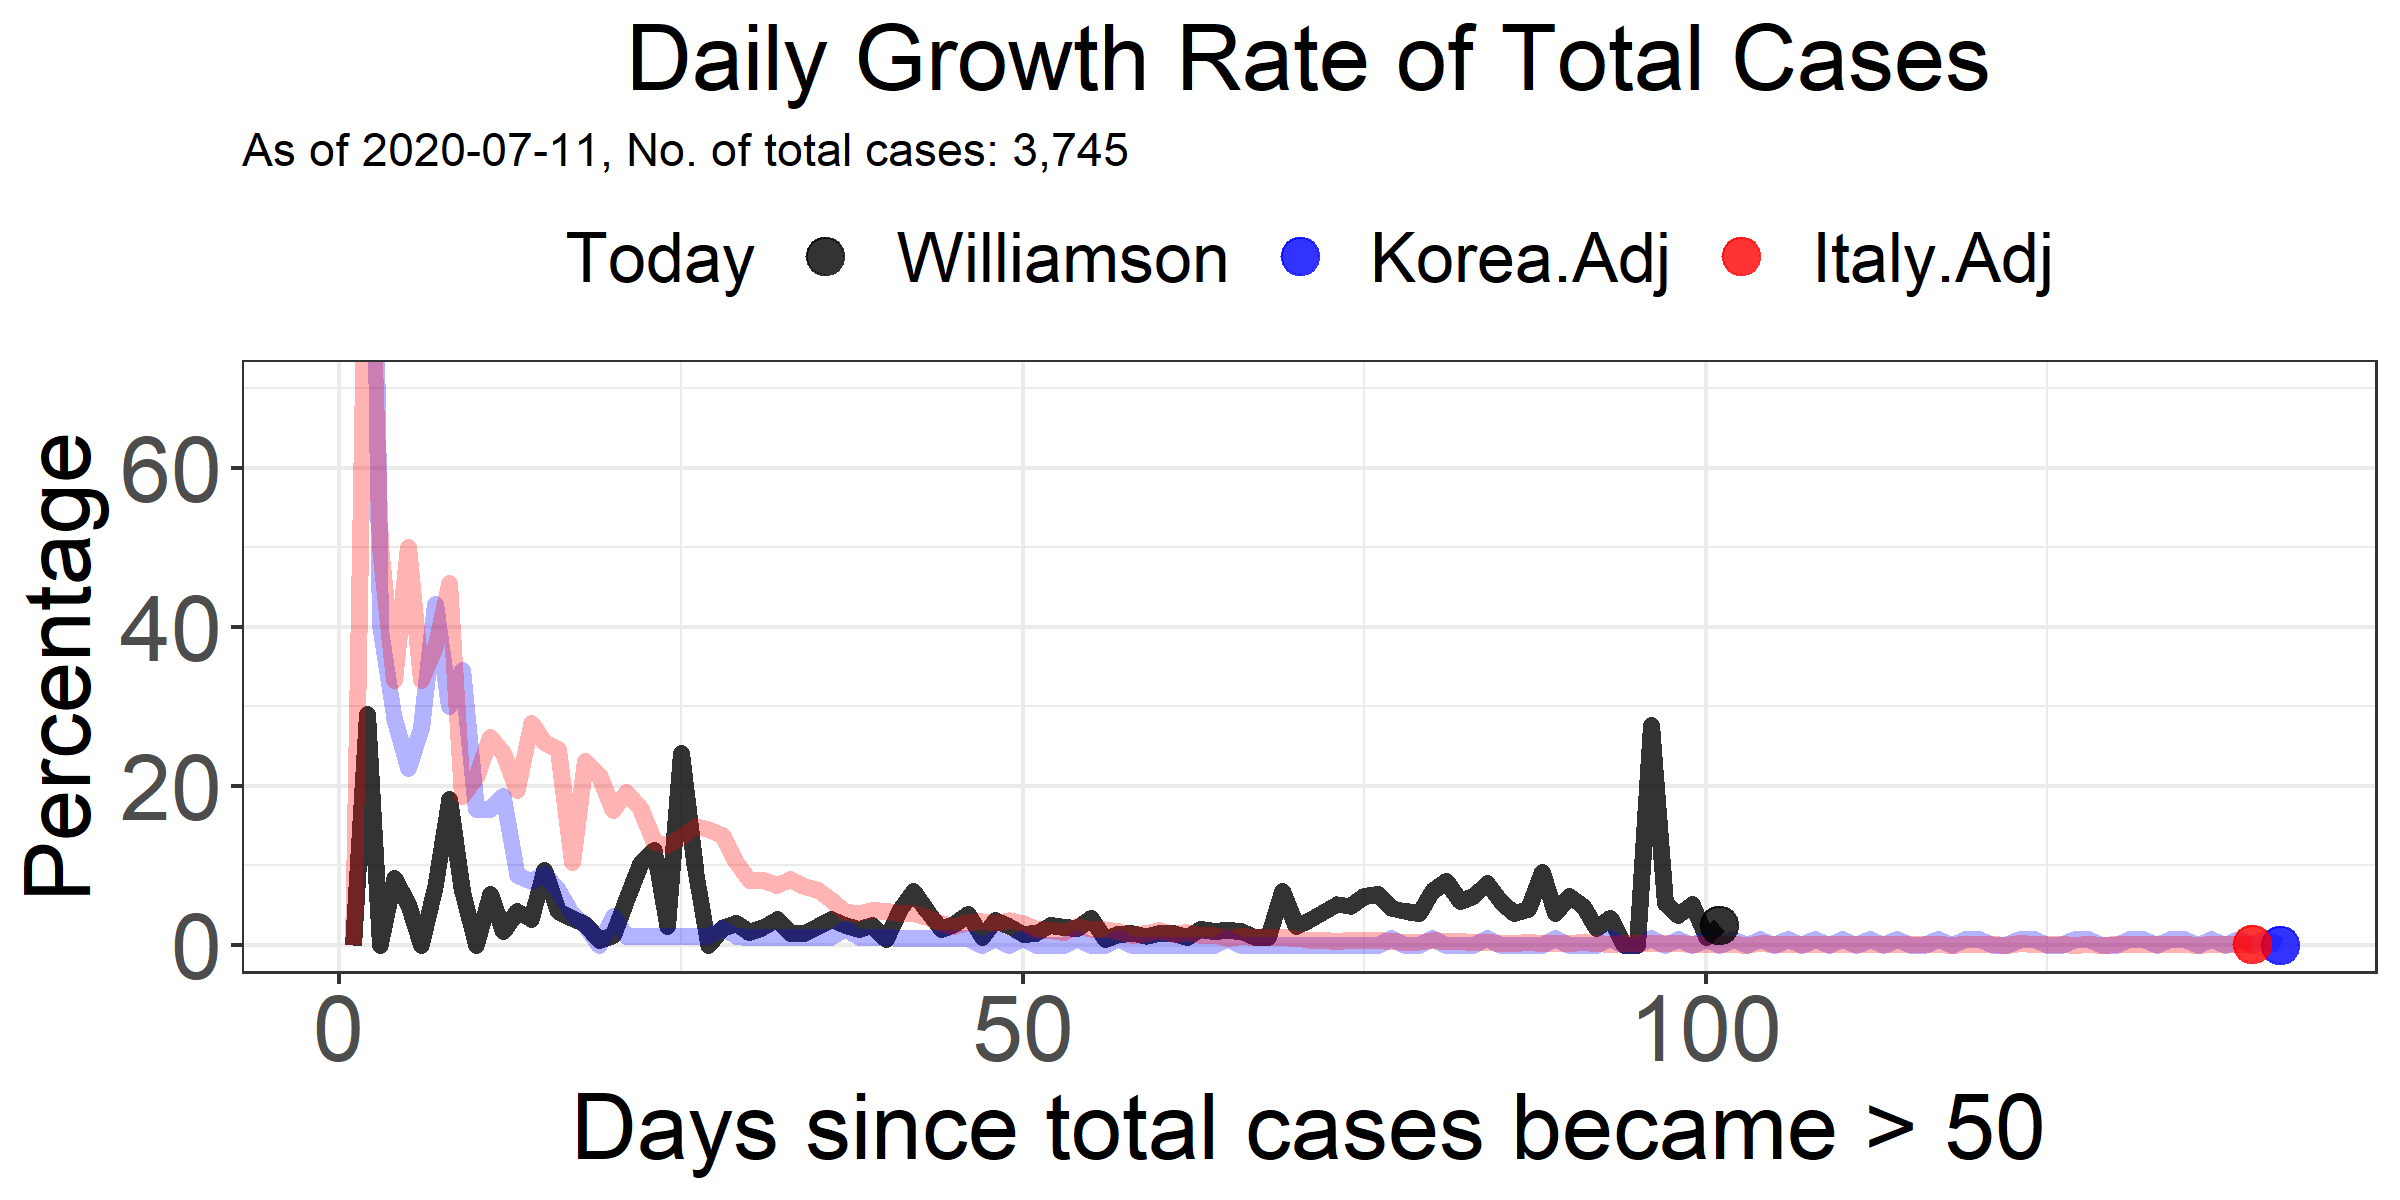 Daily Growth Rate of Total Cases
As of 2020-07-11, No. of total cases: 3,745
Today Williamson Korea.Adj Italy.Adj
Percentage
60
40
20
0
0 50 100
Days since total cases became > 50